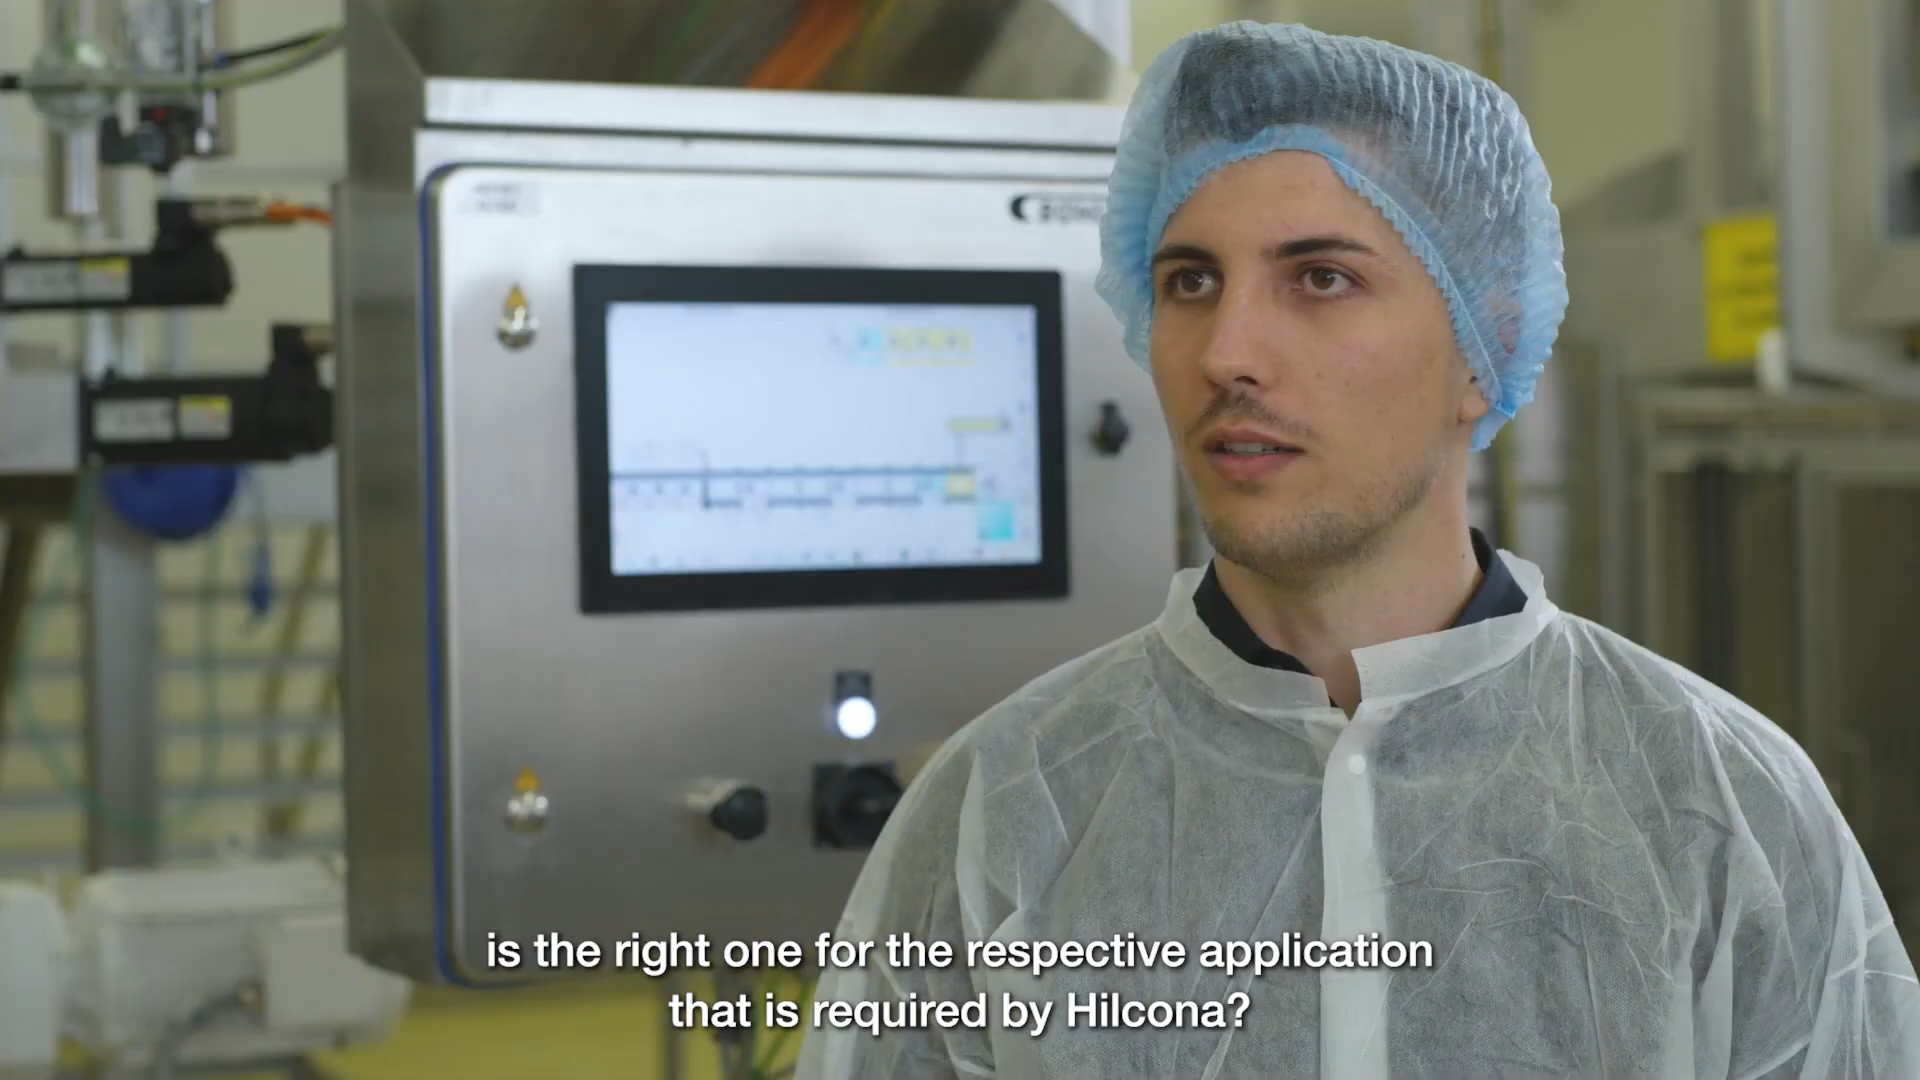 is the right one for the respective application
that is required by Hilcona?